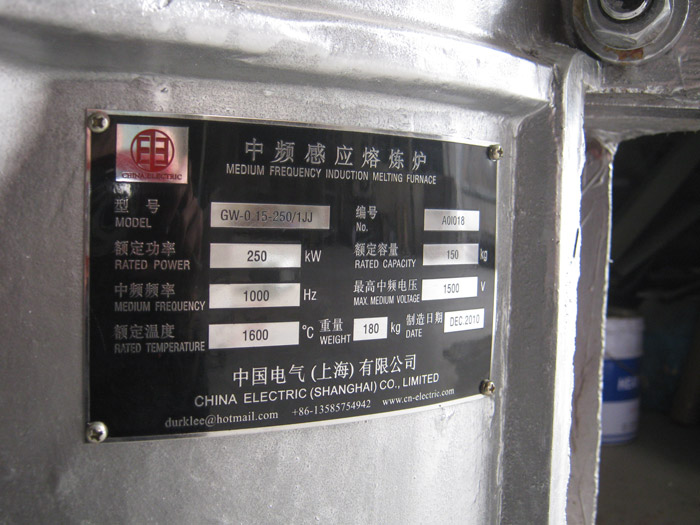 中频感应熔炼炉
MEDIUM FREQUENCY INDUCTION MELTING FURNACE
CHINA ELECTRIC
型号 GW-0.15-250/1JJ 编号 A0I018
MODEL No.
额定功率 250 kW 额定容量 150 kg
RATED POWER RATED CAPACITY
中频频率 1000 Hz 最高中频电压 1500 V
MEDIUM FREQUENCY MAX. MEDIUM VOLTAGE
额定温度 1600 °C 重量 180 kg 制造日期 DEC.2010
RATED TEMPERATURE WEIGHT DATE
中国电气(上海)有限公司
CHINA ELECTRIC (SHANGHAI) CO., LIMITED
durklee@hotmail.com +86-13585754942 www.cn-electric.com